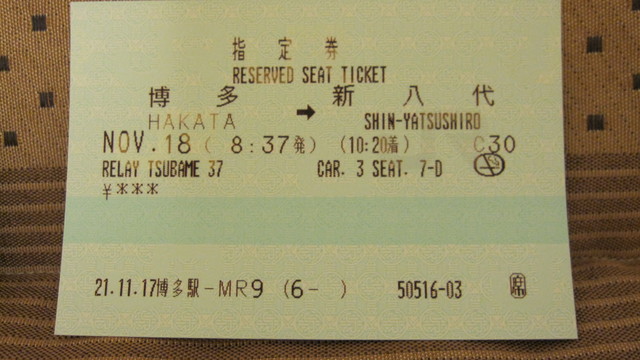 指定券
RESERVED SEAT TICKET
博多 ➡ 新八代
HAKATA SHIN-YATSUSHIRO
NOV.18 ( 8:37発) (10:20着) C30
RELAY TSUBAME 37 CAR. 3 SEAT. 7-D
¥***
21.11.17博多駅-MR9 (6- ) 50516-03